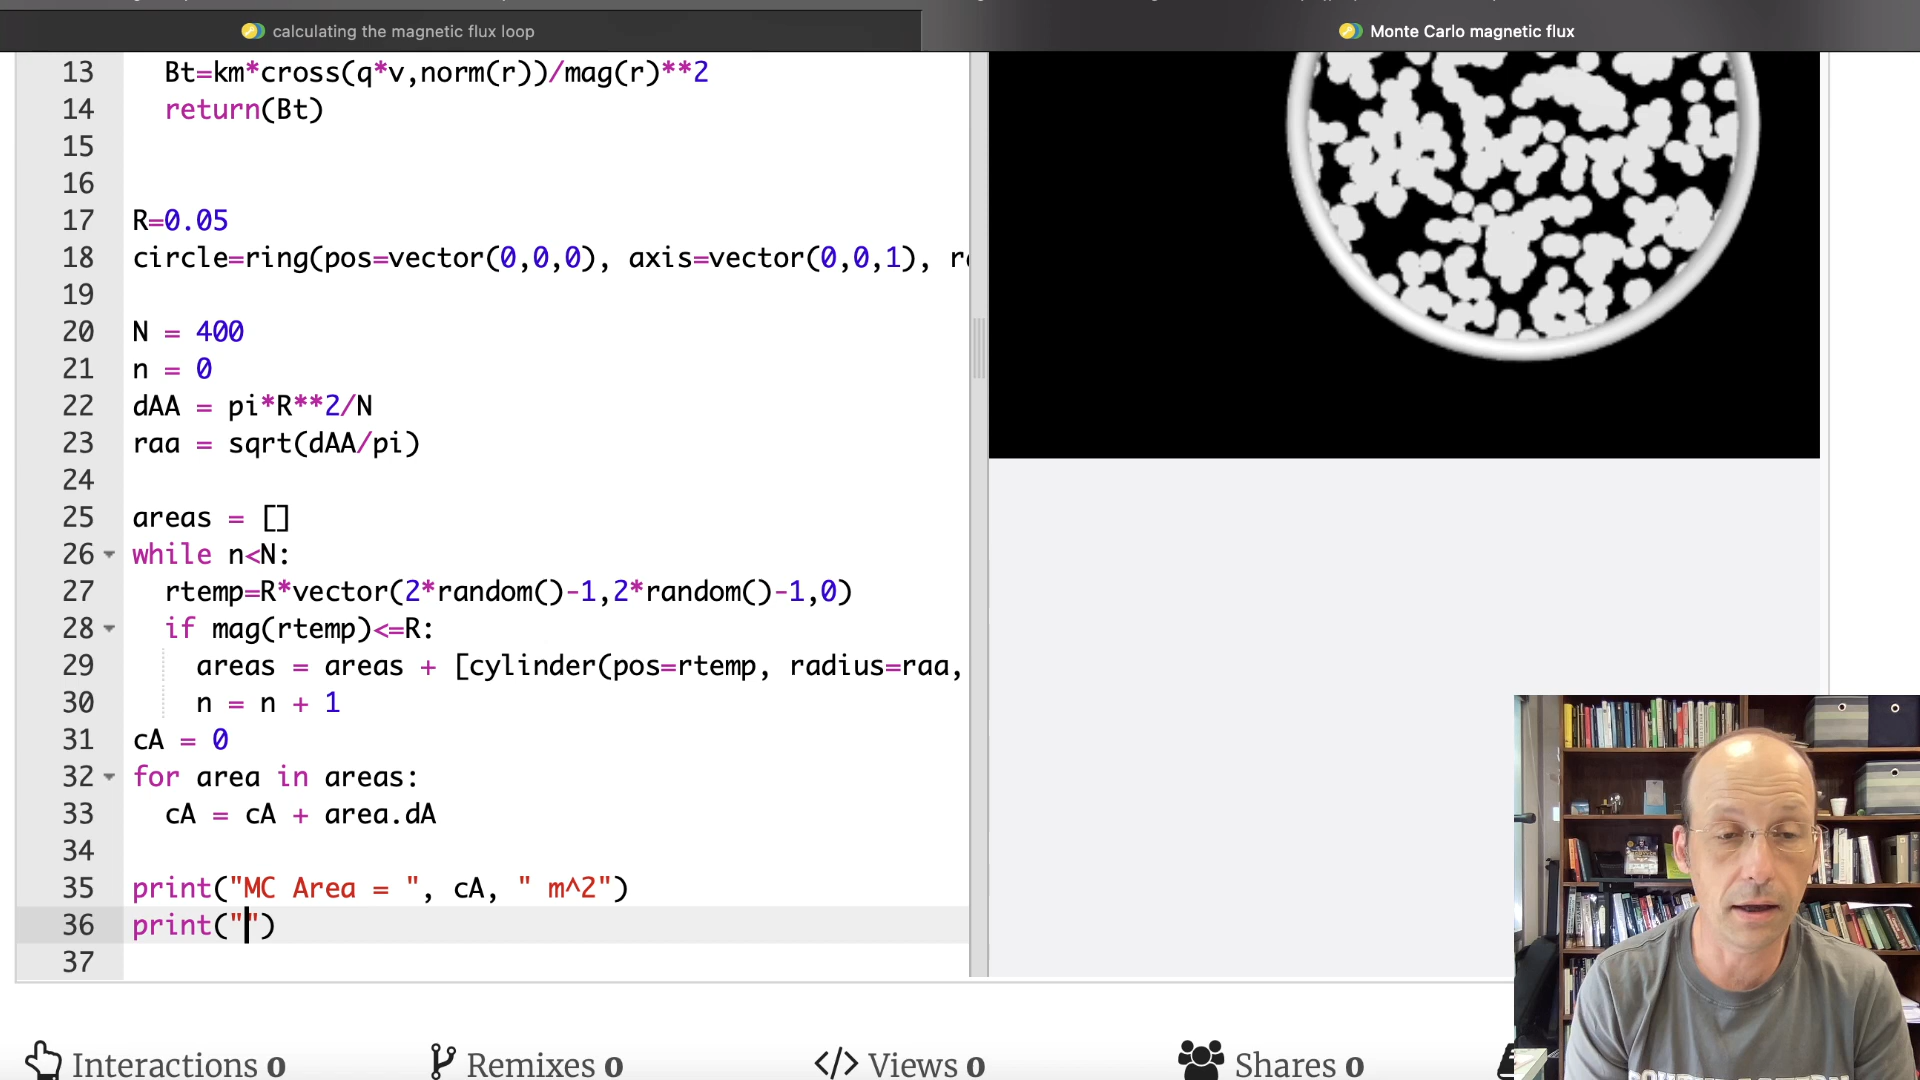 calculating the magnetic flux loop
Monte Carlo magnetic flux
13 Bt=km*cross(q*v,norm(r))/mag(r)**2
14 return(Bt)
15
16
17 R=0.05
18 circle=ring(pos=vector(0,0,0), axis=vector(0,0,1),
19
20 N = 400
21 n = 0
22 dAA = pi*R**2/N
23 raa = sqrt(dAA/pi)
24
25 areas = []
26 while n<N:
27 rtemp=R*vector(2*random()-1,2*random()-1,0)
28 if mag(rtemp)<=R:
29 areas = areas + [cylinder(pos=rtemp, radius=raa,
30 n = n + 1
31 cA = 0
32 for area in areas:
33 cA = cA + area.dA
34
35 print("MC Area = ", cA, " m^2")
36 print("")
37
Interactions 0
Remixes 0
</> Views 0
Shares 0